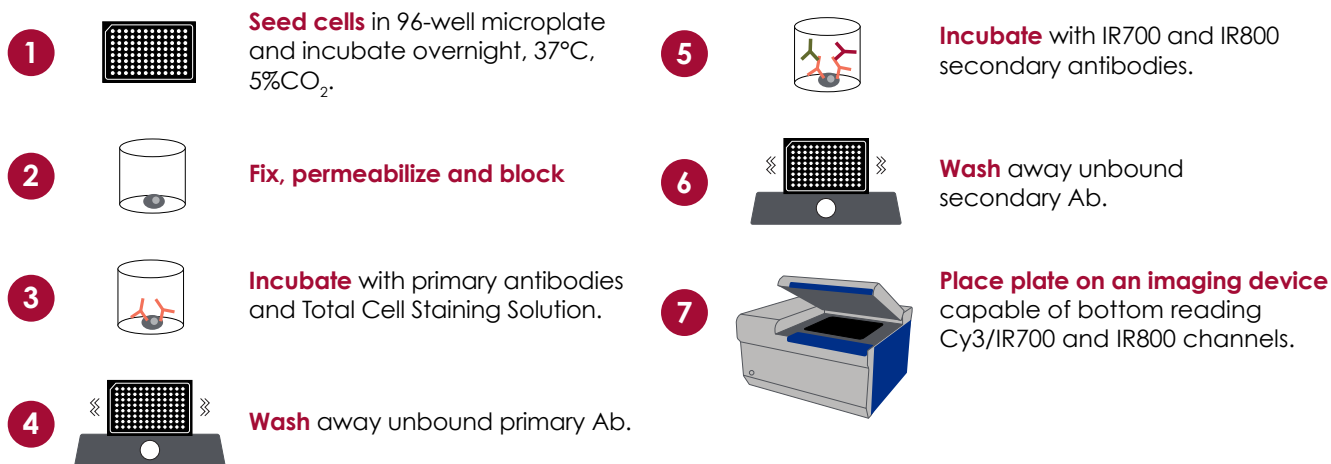 1
Seed cells in 96-well microplate
and incubate overnight, 37°C,
5%CO₂.
2
Fix, permeabilize and block
3
Incubate with primary antibodies
and Total Cell Staining Solution.
4
Wash away unbound primary Ab.
5
Incubate with IR700 and IR800
secondary antibodies.
6
Wash away unbound
secondary Ab.
7
Place plate on an imaging device
capable of bottom reading
Cy3/IR700 and IR800 channels.